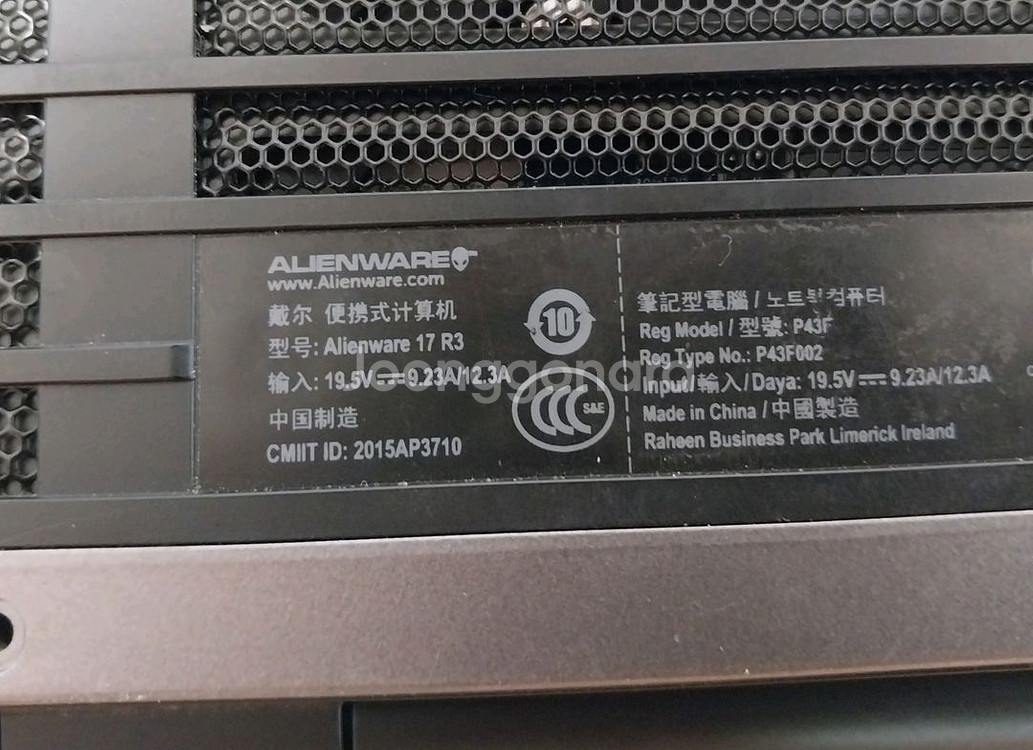 ALIENWARE
www.Alienware.com
戴尔 便携式计算机
型号: Alienware 17 R3
输入: 19.5V⎓9.23A/12.3A
中国制造
CMIIT ID: 2015AP3710
10
S&E
筆記型電腦 / 노트북컴퓨터
Reg Model / 型號: P43F
Reg Type No.: P43F002
Input/輸入/Daya: 19.5V⎓9.23A/12.3A
Made in China / 中國製造
Raheen Business Park Limerick Ireland
joonggonara